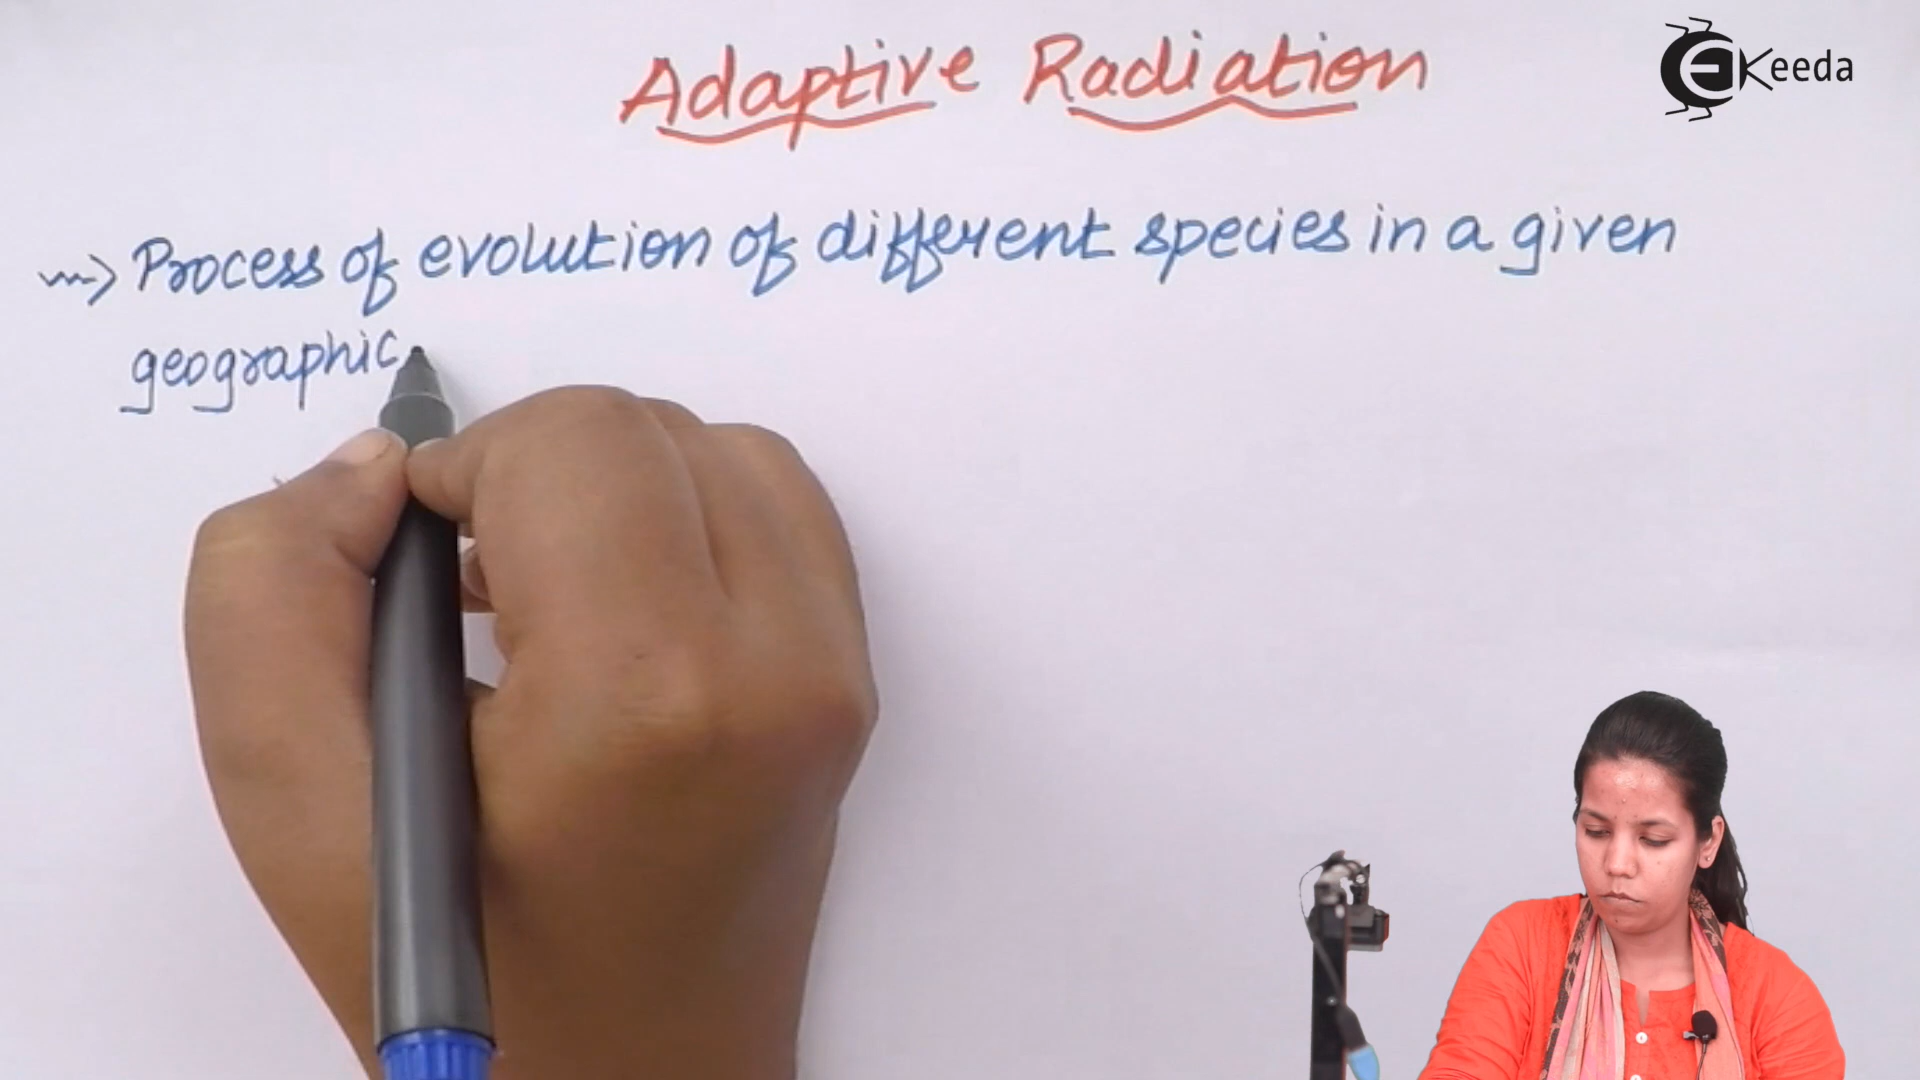 Adaptive Radiation
EKeeda
Process of evolution of different species in a given
geographic